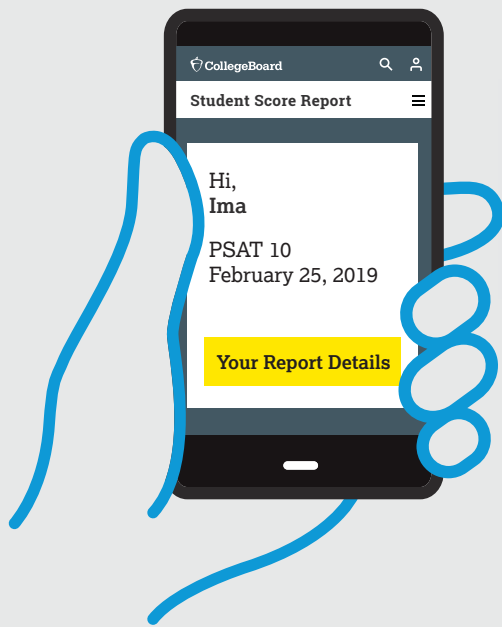 CollegeBoard
Student Score Report
Hi,
Ima
PSAT 10
February 25, 2019
Your Report Details